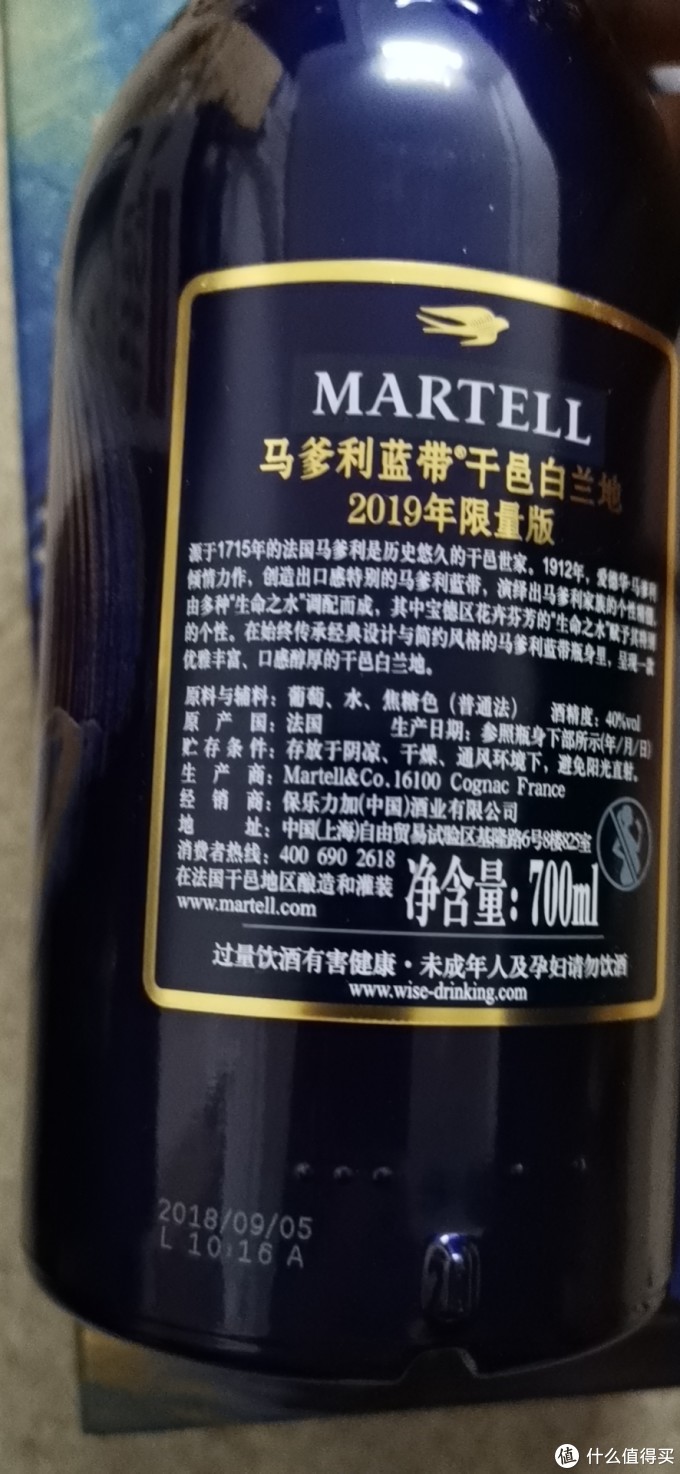 MARTELL
马爹利蓝带®干邑白兰地
2019年限量版
源于1715年的法国马爹利是历史悠久的干邑世家。1912年，爱德华·马爹利
倾情力作，创造出口感特别的马爹利蓝带，演绎出马爹利家族的个性精髓。
由多种“生命之水”调配而成，其中宝德区花卉芬芳的“生命之水”赋予其特别
的个性。在始终传承经典设计与简约风格的马爹利蓝带瓶身里，呈现一款
优雅丰富、口感醇厚的干邑白兰地。
原料与辅料：葡萄、水、焦糖色（普通法） 酒精度：40%vol
原产国：法国 生产日期：参照瓶身下部所示(年/月/日)
贮存条件：存放于阴凉、干燥、通风环境下，避免阳光直射。
生产商：Martell&Co.16100 Cognac France
经销商：保乐力加(中国)酒业有限公司
地址：中国(上海)自由贸易试验区基隆路6号8楼825室
消费者热线：400 690 2618
在法国干邑地区酿造和灌装
www.martell.com
净含量：700ml
过量饮酒有害健康·未成年人及孕妇请勿饮酒
www.wise-drinking.com
2018/09/05
L 10:16 A
值 什么值得买